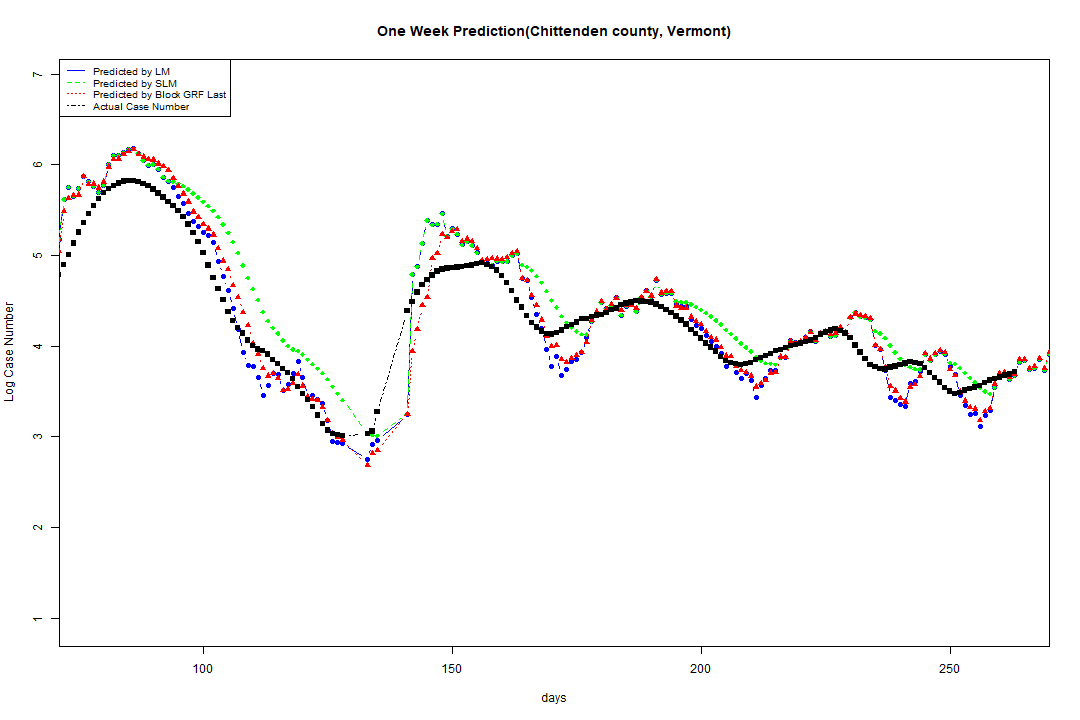 One Week Prediction(Chittenden county, Vermont)
Predicted by LM
Predicted by SLM
Predicted by Block GRF Last
Actual Case Number
Log Case Number
7
6
5
4
3
2
1
100 150 200 250
days